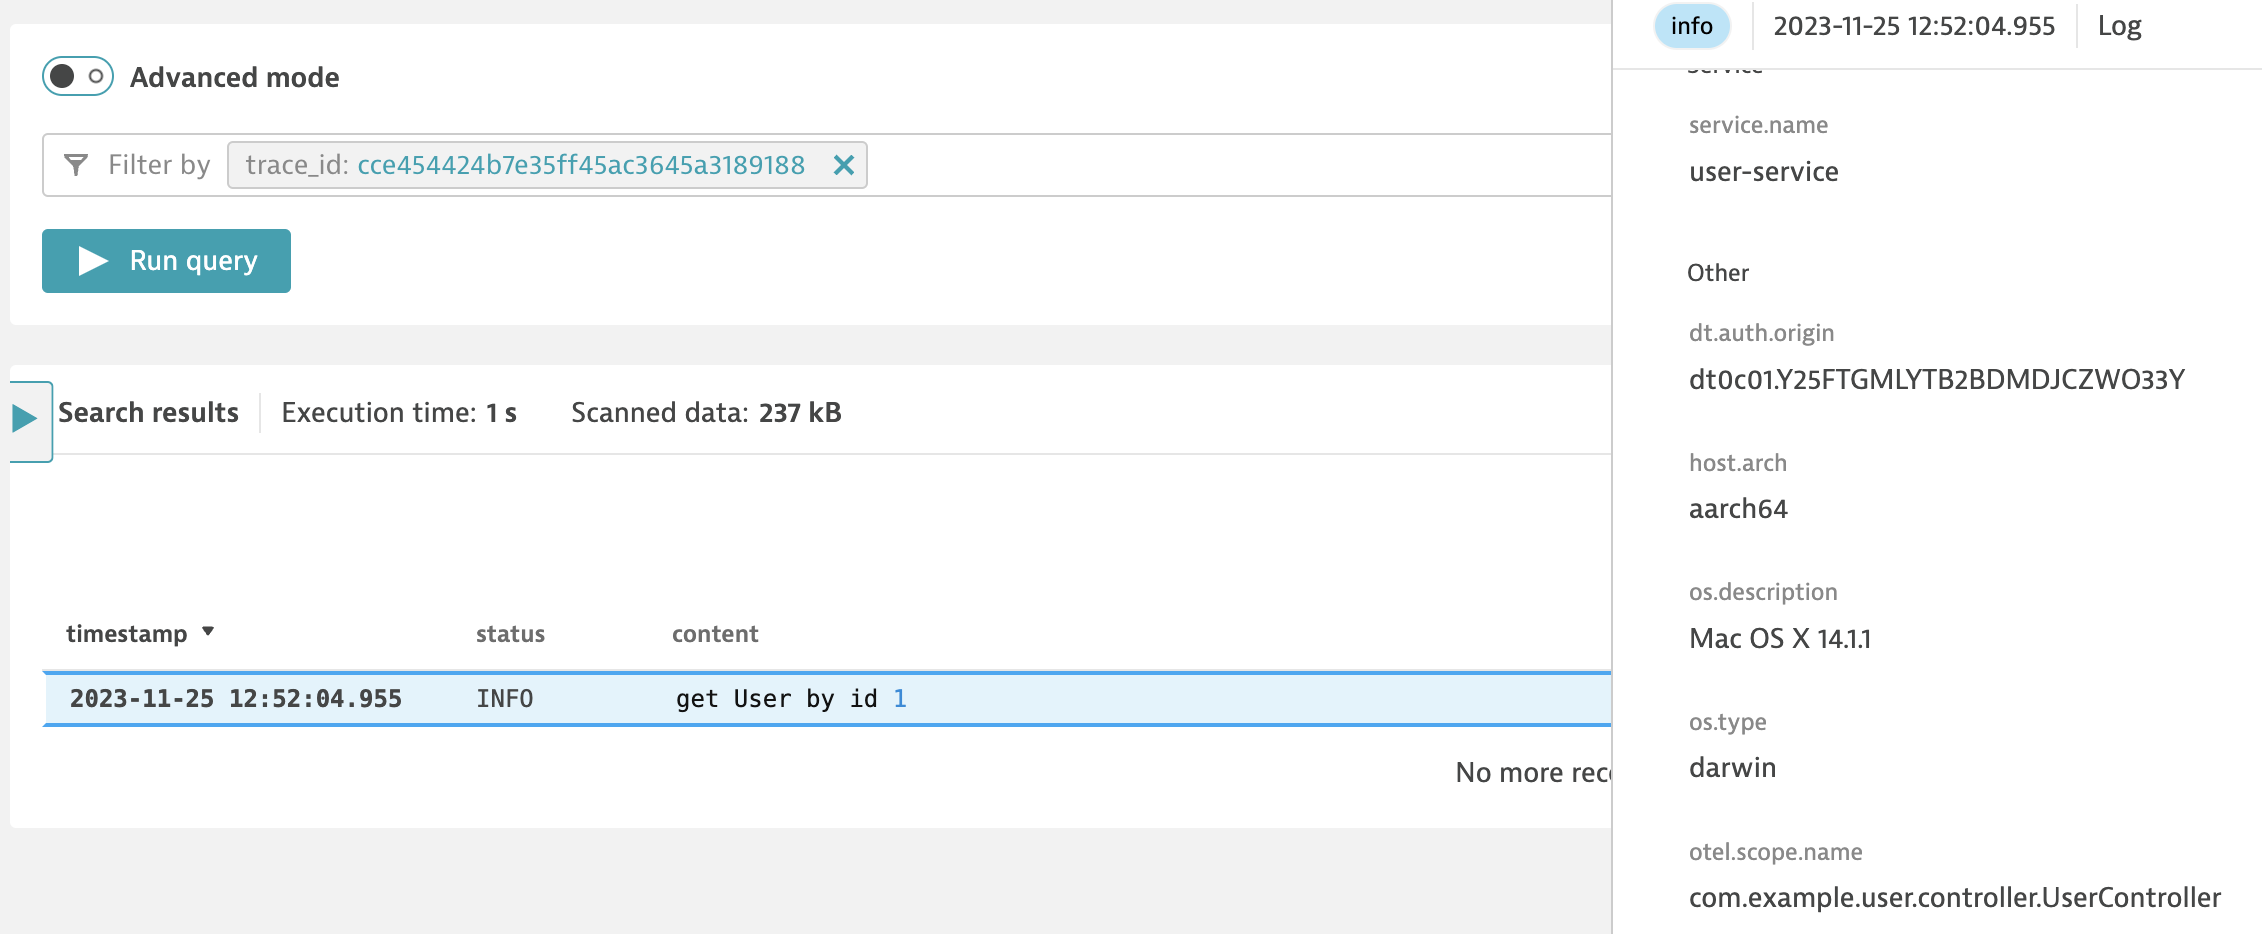 Advanced mode
Filter by trace_id: cce454424b7e35ff45ac3645a3189188
Run query
Search results Execution time: 1 s Scanned data: 237 kB
timestamp status content
2023-11-25 12:52:04.955 INFO get User by id 1
No more
info 2023-11-25 12:52:04.955 Log
service.name
user-service
Other
dt.auth.origin
dt0c01.Y25FTGMLYTB2BDMDJCZWO33Y
host.arch
aarch64
os.description
Mac OS X 14.1.1
os.type
darwin
otel.scope.name
com.example.user.controller.UserController